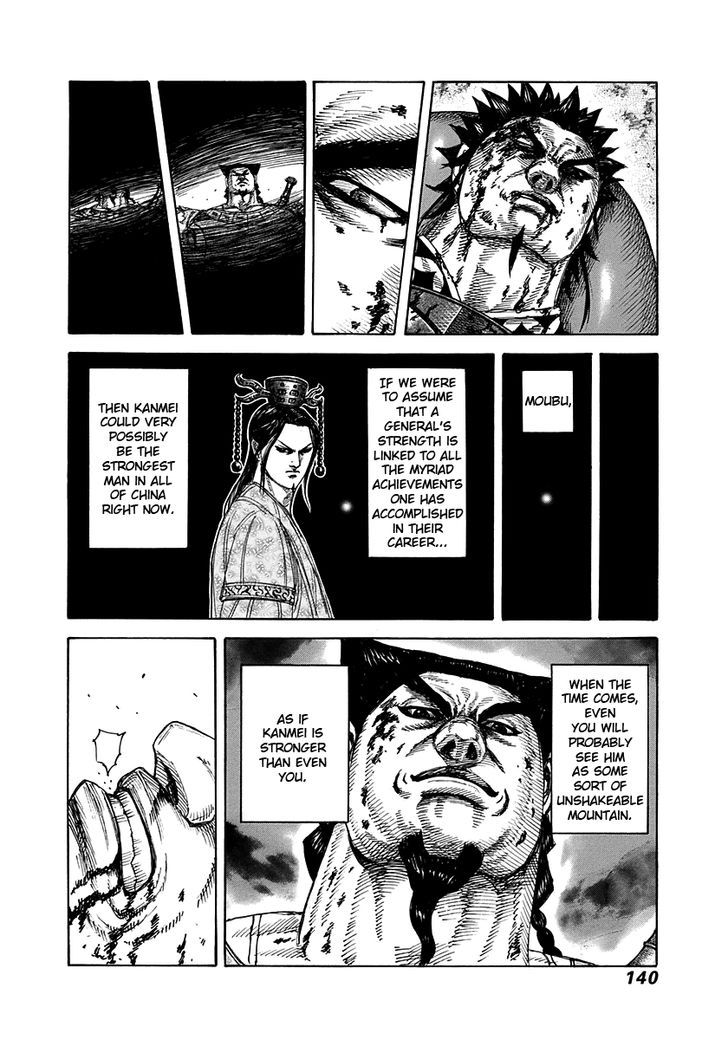 MOUBU,
IF WE WERE
TO ASSUME
THAT A
GENERAL'S
STRENGTH IS
LINKED TO ALL
THE MYRIAD
ACHIEVEMENTS
ONE HAS
ACCOMPLISHED
IN THEIR
CAREER...
THEN KANMEI
COULD VERY
POSSIBLY
BE THE
STRONGEST
MAN IN ALL
OF CHINA
RIGHT NOW.
WHEN THE
TIME COMES,
EVEN
YOU WILL
PROBABLY
SEE HIM
AS SOME
SORT OF
UNSHAKEABLE
MOUNTAIN.
AS IF
KANMEI IS
STRONGER
THAN EVEN
YOU.
140